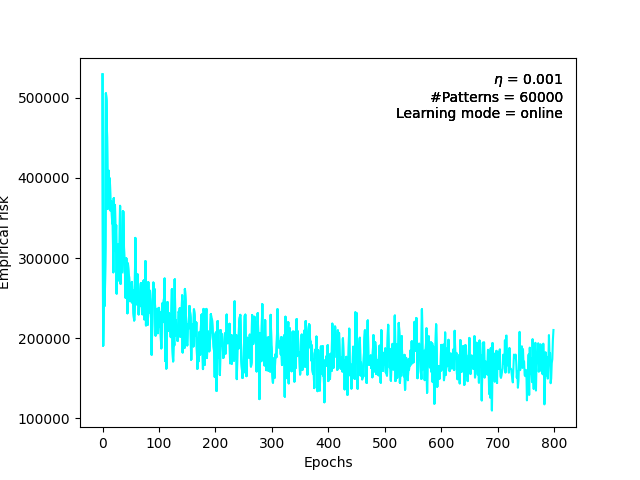 η = 0.001
#Patterns = 60000
Learning mode = online
500000
400000
300000
200000
100000
Empirical risk
0 100 200 300 400 500 600 700 800
Epochs